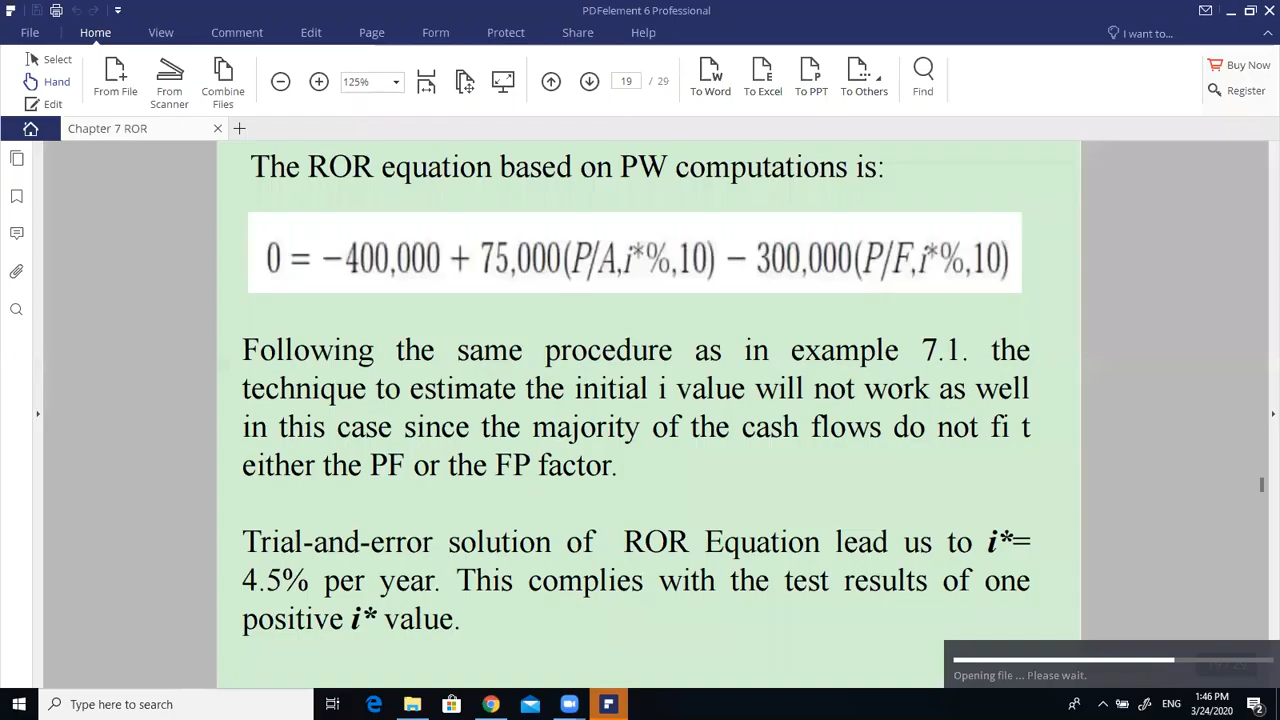 PDFelement 6 Professional
File Home View Comment Edit Page Form Protect Share Help I want to...
Select
Hand
Edit
From File
From Scanner
Combine Files
125%
19 / 29
To Word
To Excel
To PPT
To Others
Find
Buy Now
Register
Chapter 7 ROR
The ROR equation based on PW computations is:
0 = −400,000 + 75,000(P/A,i*%,10) − 300,000(P/F,i*%,10)
Following the same procedure as in example 7.1. the
technique to estimate the initial i value will not work as well
in this case since the majority of the cash flows do not fi t
either the PF or the FP factor.
Trial-and-error solution of ROR Equation lead us to i*=
4.5% per year. This complies with the test results of one
positive i* value.
19 / 29
Opening file ... Please wait.
Type here to search
ENG
1:46 PM
3/24/2020
2